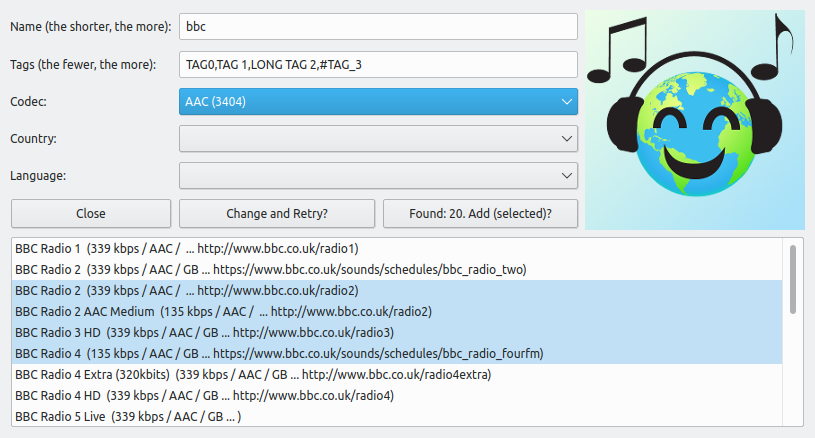 Name (the shorter, the more): bbc
Tags (the fewer, the more): TAG0,TAG 1,LONG TAG 2,#TAG_3
Codec: AAC (3404)
Country:
Language:
Close Change and Retry? Found: 20. Add (selected)?
BBC Radio 1 (339 kbps / AAC / ... http://www.bbc.co.uk/radio1)
BBC Radio 2 (339 kbps / AAC / GB ... https://www.bbc.co.uk/sounds/schedules/bbc_radio_two)
BBC Radio 2 (339 kbps / AAC / ... http://www.bbc.co.uk/radio2)
BBC Radio 2 AAC Medium (135 kbps / AAC / ... http://www.bbc.co.uk/radio2)
BBC Radio 3 HD (339 kbps / AAC / GB ... http://www.bbc.co.uk/radio3)
BBC Radio 4 (135 kbps / AAC / GB ... https://www.bbc.co.uk/sounds/schedules/bbc_radio_fourfm)
BBC Radio 4 Extra (320kbits) (339 kbps / AAC / GB ... http://www.bbc.co.uk/radio4extra)
BBC Radio 4 HD (339 kbps / AAC / GB ... http://www.bbc.co.uk/radio4)
BBC Radio 5 Live (339 kbps / AAC / GB ... )